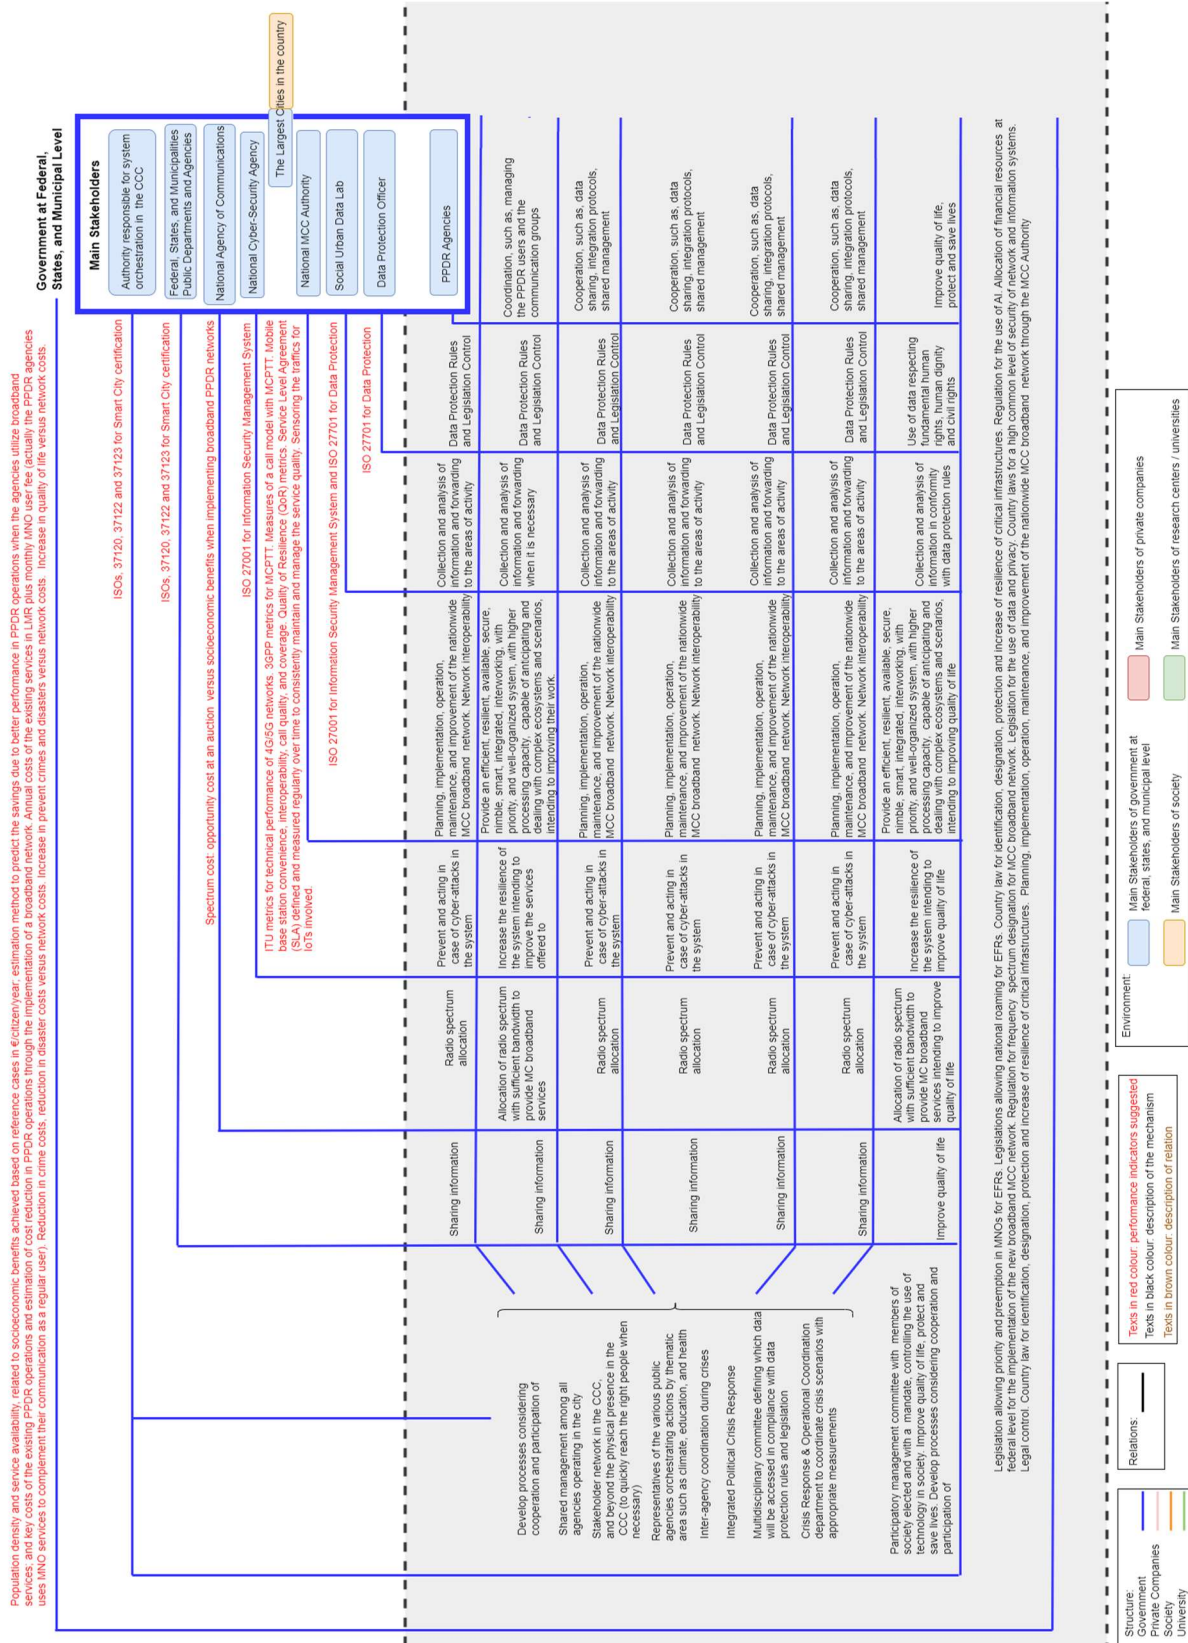 Population density and service availability, related to socioeconomic benefits achieved based on reference cases in €/citizen/year; estimation method to predict the savings due to better performance in PPDR operations when the agencies utilize broadband
services; and key costs of the existing PPDR operations and estimation of cost reduction in PPDR operations through the implementation of a broadband network. Annual costs of the existing services in LMR plus monthly MNO user fee (actually the PPDR agencies
uses MNO services to complement their communication as a regular user). Reduction in crime costs, reduction in disaster costs versus network costs. Increase in prevent crimes and disasters versus network costs. Increase in quality of life versus network costs.
Government at Federal,
States, and Municipal Level
Main Stakeholders
Authority responsible for system
orchestration in the CCC
Federal, States, and Municipalities
Public Departments and Agencies
National Agency of Communications
National Cyber-Security Agency
The Largest Cities in the country
National MCC Authority
Social Urban Data Lab
Data Protection Officer
PPDR Agencies
ISOs, 37120, 37122 and 37123 for Smart City certification
ISOs, 37120, 37122 and 37123 for Smart City certification
Spectrum cost: opportunity cost at an auction versus socioeconomic benefits when implementing broadband PPDR networks
ISO 27001 for Information Security Management System
ITU metrics for technical performance of 4G/5G networks. 3GPP metrics for MCPTT. Measures of a call model with MCPTT. Mobile
base station convenience, interoperability, call quality, and coverage. Quality of Resilience (QoR) metrics. Service Level Agreement
(SLA) defined and measured regularly over time to consistently maintain and manage the service quality. Sensoring the traffics for
IoTs involved.
ISO 27001 for Information Security Management System and ISO 27701 for Data Protection
ISO 27701 for Data Protection
Sharing information
Radio spectrum
allocation
Prevent and acting in
case of cyber-attacks in
the system
Planning, implementation, operation,
maintenance, and improvement of the nationwide
MCC broadband network. Network interoperability
Collection and analysis of
information and forwarding
to the areas of activity
Data Protection Rules
and Legislation Control
Develop processes considering
cooperation and participation of
Sharing information
Allocation of radio spectrum
with sufficient bandwidth to
provide MC broadband
services
Increase the resilience of
the system intending to
improve the services
offered to
Provide an efficient, resilient, available, secure,
nimble, smart, integrated, interworking, with
priority, and well-organized system, with higher
processing capacity, capable of anticipating and
dealing with complex ecosystems and scenarios,
intending to improving their work.
Collection and analysis of
information and forwarding
when it is necessary
Data Protection Rules
and Legislation Control
Coordination, such as, managing
the PPDR users and the
communication groups
Shared management among all
agencies operating in the city
Stakeholder network in the CCC,
and beyond the physical presence in the
CCC (to quickly reach the right people when
necessary)
Sharing information
Radio spectrum
allocation
Prevent and acting in
case of cyber-attacks in
the system
Planning, implementation, operation,
maintenance, and improvement of the nationwide
MCC broadband network. Network interoperability
Collection and analysis of
information and forwarding
to the areas of activity
Data Protection Rules
and Legislation Control
Cooperation, such as, data
sharing, integration protocols,
shared management
Representatives of the various public
agencies orchestrating actions by thematic
area such as climate, education, and health
Inter-agency coordination during crises
Integrated Political Crisis Response
Sharing information
Radio spectrum
allocation
Prevent and acting in
case of cyber-attacks in
the system
Planning, implementation, operation,
maintenance, and improvement of the nationwide
MCC broadband network. Network interoperability
Collection and analysis of
information and forwarding
to the areas of activity
Data Protection Rules
and Legislation Control
Cooperation, such as, data
sharing, integration protocols,
shared management
Multidisciplinary committee defining which data
will be accessed in compliance with data
protection rules and legislation
Sharing information
Radio spectrum
allocation
Prevent and acting in
case of cyber-attacks in
the system
Planning, implementation, operation,
maintenance, and improvement of the nationwide
MCC broadband network. Network interoperability
Collection and analysis of
information and forwarding
to the areas of activity
Data Protection Rules
and Legislation Control
Cooperation, such as, data
sharing, integration protocols,
shared management
Crisis Response & Operational Coordination
department to coordinate crisis scenarios with
appropriate measurements
Sharing information
Radio spectrum
allocation
Prevent and acting in
case of cyber-attacks in
the system
Planning, implementation, operation,
maintenance, and improvement of the nationwide
MCC broadband network. Network interoperability
Collection and analysis of
information and forwarding
to the areas of activity
Data Protection Rules
and Legislation Control
Cooperation, such as, data
sharing, integration protocols,
shared management
Participatory management committee with members of
society elected and with a mandate, controlling the use of
technology in society. Improve quality of life, protect and
save lives. Develop processes considering cooperation and
participation of
Improve quality of life
Allocation of radio spectrum
with sufficient bandwidth to
provide MC broadband
services intending to improve
quality of life
Increase the resilience of
the system intending to
improve quality of life
Provide an efficient, resilient, available, secure,
nimble, smart, integrated, interworking, with
priority, and well-organized system, with higher
processing capacity, capable of anticipating and
dealing with complex ecosystems and scenarios,
intending to improving quality of life
Collection and analysis of
information in conformity
with data protection rules
Use of data respecting
fundamental human
rights, human dignity
and civil rights
Improve quality of life,
protect and save lives
Legislation allowing priority and preemption in MNOs for EFRs. Legislations allowing national roaming for EFRs. Country law for identification, designation, protection and increase of resilience of critical infrastructures. Regulation for the use of AI. Allocation of financial resources at
federal level for the implementation of the new broadband MCC network. Regulation for frequency spectrum designation for MCC broadband network. Legislation for the use of data and privacy. Country laws for a high common level of security of network and information systems.
Legal control. Country law for identification, designation, protection and increase of resilience of critical infrastructures. Planning, implementation, operation, maintenance, and improvement of the nationwide MCC broadband network through the MCC Authority
Structure:
Government
Private Companies
Society
University
Relations:
Texts in red colour: performance indicators suggested
Texts in black colour: description of the mechanism
Texts in brown colour: description of relation
Environment:
Main Stakeholders of government at
federal, states, and municipal level
Main Stakeholders of society
Main Stakeholders of private companies
Main Stakeholders of research centers / universities